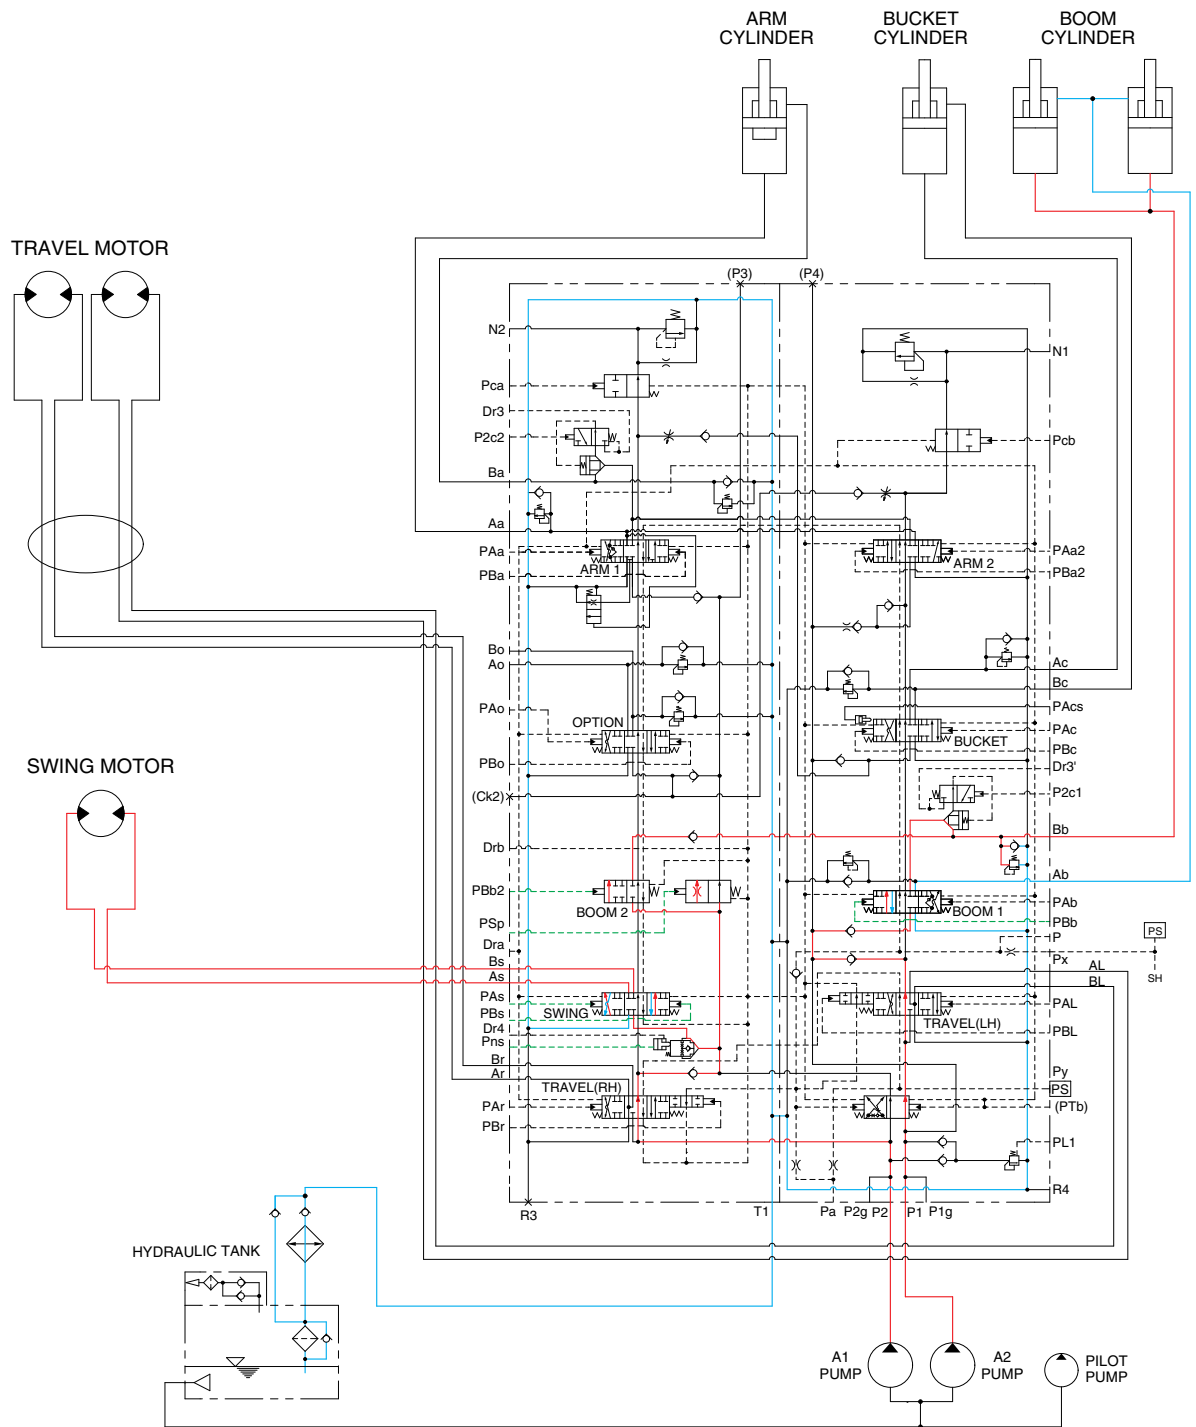 ARM
CYLINDER
BUCKET
CYLINDER
BOOM
CYLINDER
TRAVEL MOTOR
(P3)
(P4)
N2
N1
Pca
Dr3
P2c2
Pcb
Ba
Aa
PAa
ARM 1
PBa
ARM 2
PAa2
PBa2
Bo
Ao
Ac
Bc
PAo
OPTION
PBo
PAcs
PAc
BUCKET
PBc
Dr3'
SWING MOTOR
(Ck2)
P2c1
Bb
Drb
Ab
PBb2
BOOM 2
PSp
BOOM 1
PAb
PBb
P
PS
Dra
Bs
As
Px
AL
BL
SH
PAs
PBs
SWING
Dr4
Pns
PAL
TRAVEL(LH)
PBL
Br
Ar
TRAVEL(RH)
Py
PS
PAr
PBr
(PTb)
PL1
R3
T1
Pa
P2g
P2
P1
P1g
R4
HYDRAULIC TANK
A1
PUMP
A2
PUMP
PILOT
PUMP